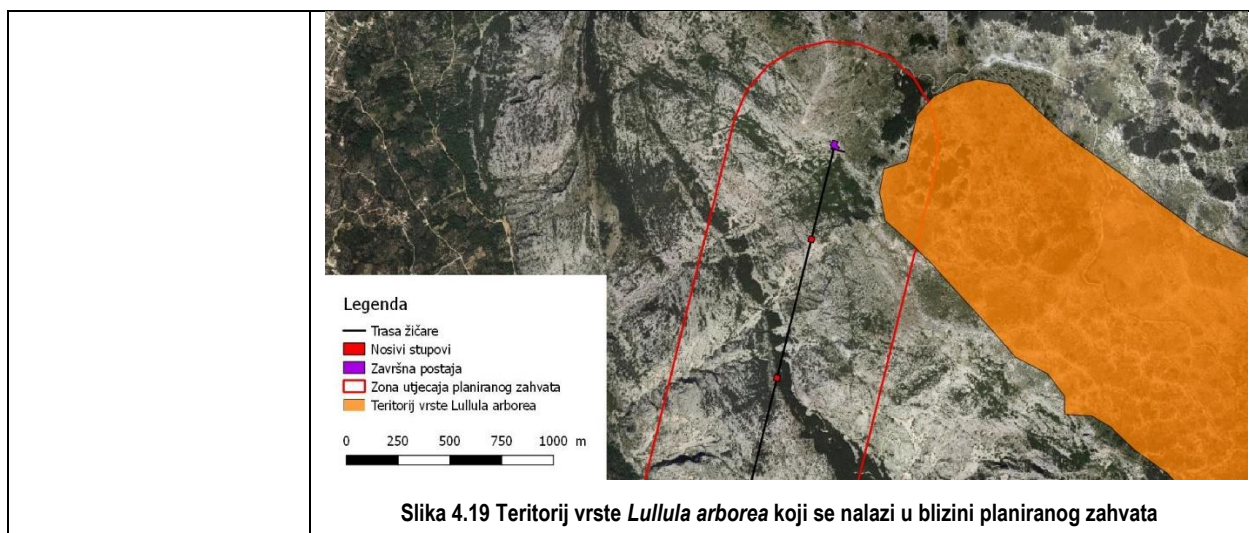 Legenda
Trasa žičare
Nosivi stupovi
Završna postaja
Zona utjecaja planiranog zahvata
Teritorij vrste Lullula arborea
0 250 500 750 1000 m
Slika 4.19 Teritorij vrste Lullula arborea koji se nalazi u blizini planiranog zahvata